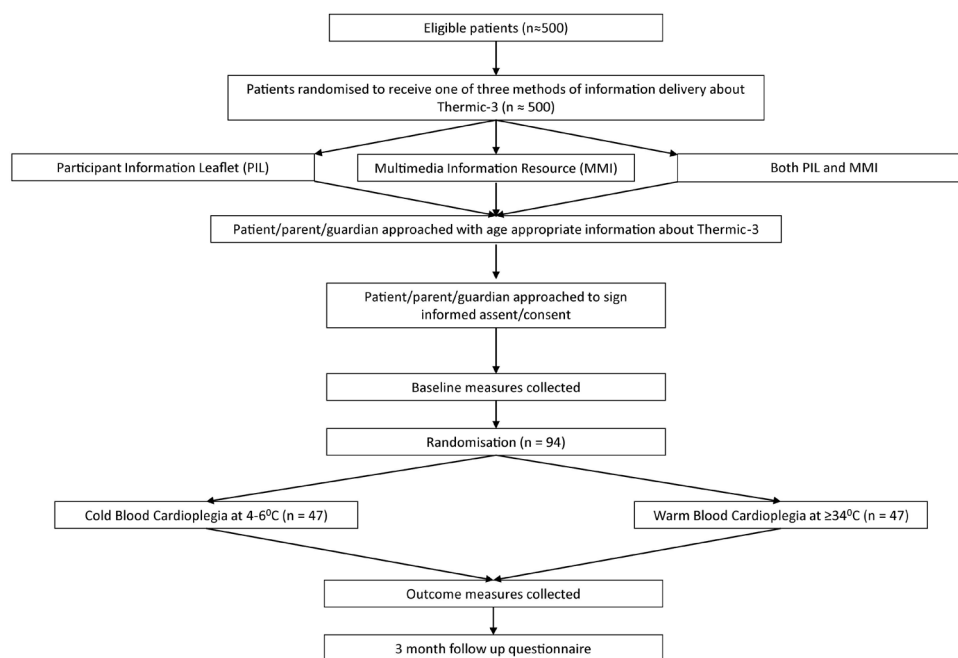 Eligible patients (n≈500)
Patients randomised to receive one of three methods of information delivery about
Thermic-3 (n ≈ 500)
Participant Information Leaflet (PIL)
Multimedia Information Resource (MMI)
Both PIL and MMI
Patient/parent/guardian approached with age appropriate information about Thermic-3
Patient/parent/guardian approached to sign
informed assent/consent
Baseline measures collected
Randomisation (n = 94)
Cold Blood Cardioplegia at 4-6⁰C (n = 47)
Warm Blood Cardioplegia at ≥34⁰C (n = 47)
Outcome measures collected
3 month follow up questionnaire